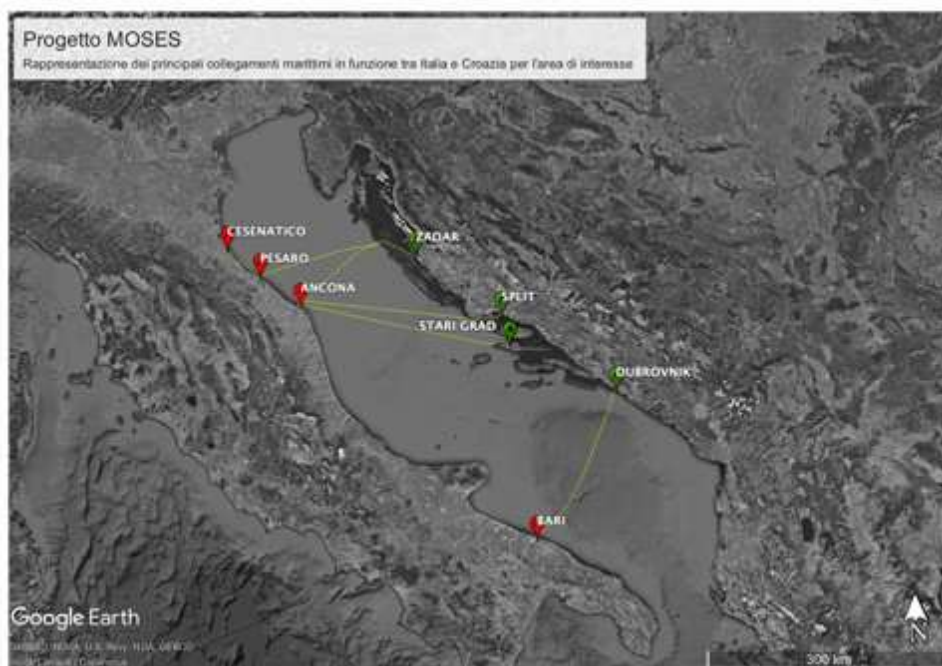 Progetto MOSES
Rappresentazione dei principali collegamenti marittimi in funzione tra Italia e Croazia per l'area di interesse
CESENATICO
ZADAR
PESARO
ANCONA
SPLIT
STARI GRAD
DUBROVNIK
BARI
Google Earth
N
300 km